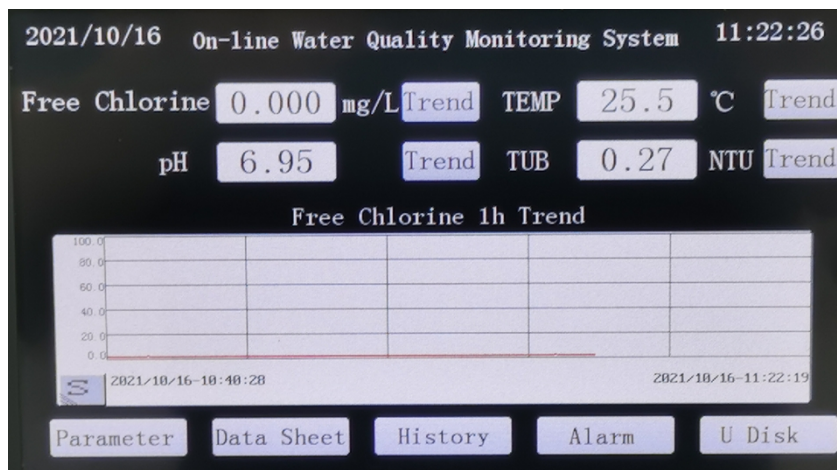 2021/10/16 On-line Water Quality Monitoring System 11:22:26
Free Chlorine 0.000 mg/L Trend TEMP 25.5 ℃ Trend
pH 6.95 Trend TUB 0.27 NTU Trend
Free Chlorine 1h Trend
100.0
80.0
60.0
40.0
20.0
0.0
S 2021/10/16-10:40:28 2021/10/16-11:22:19
Parameter Data Sheet History Alarm U Disk